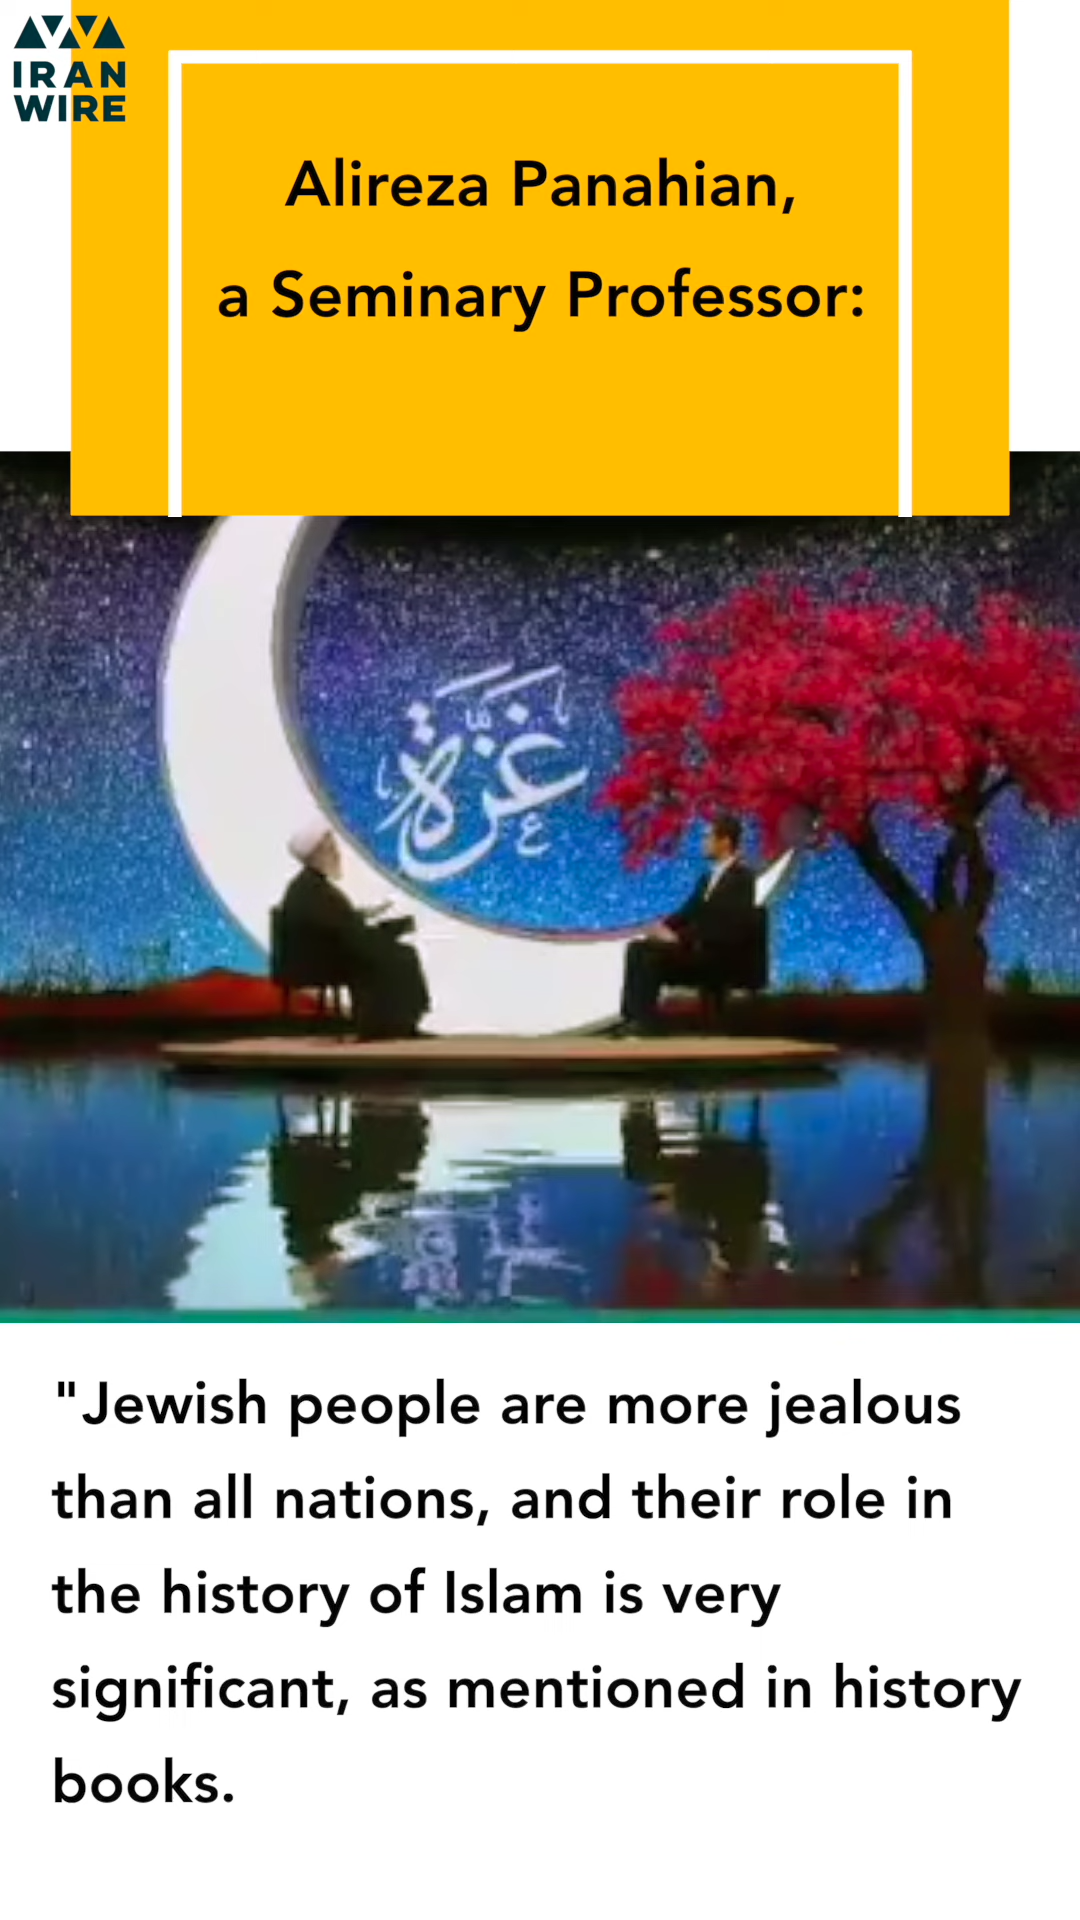 IRAN
WIRE
Alireza Panahian,
a Seminary Professor:
غَزَّة
"Jewish people are more jealous
than all nations, and their role in
the history of Islam is very
significant, as mentioned in history
books.